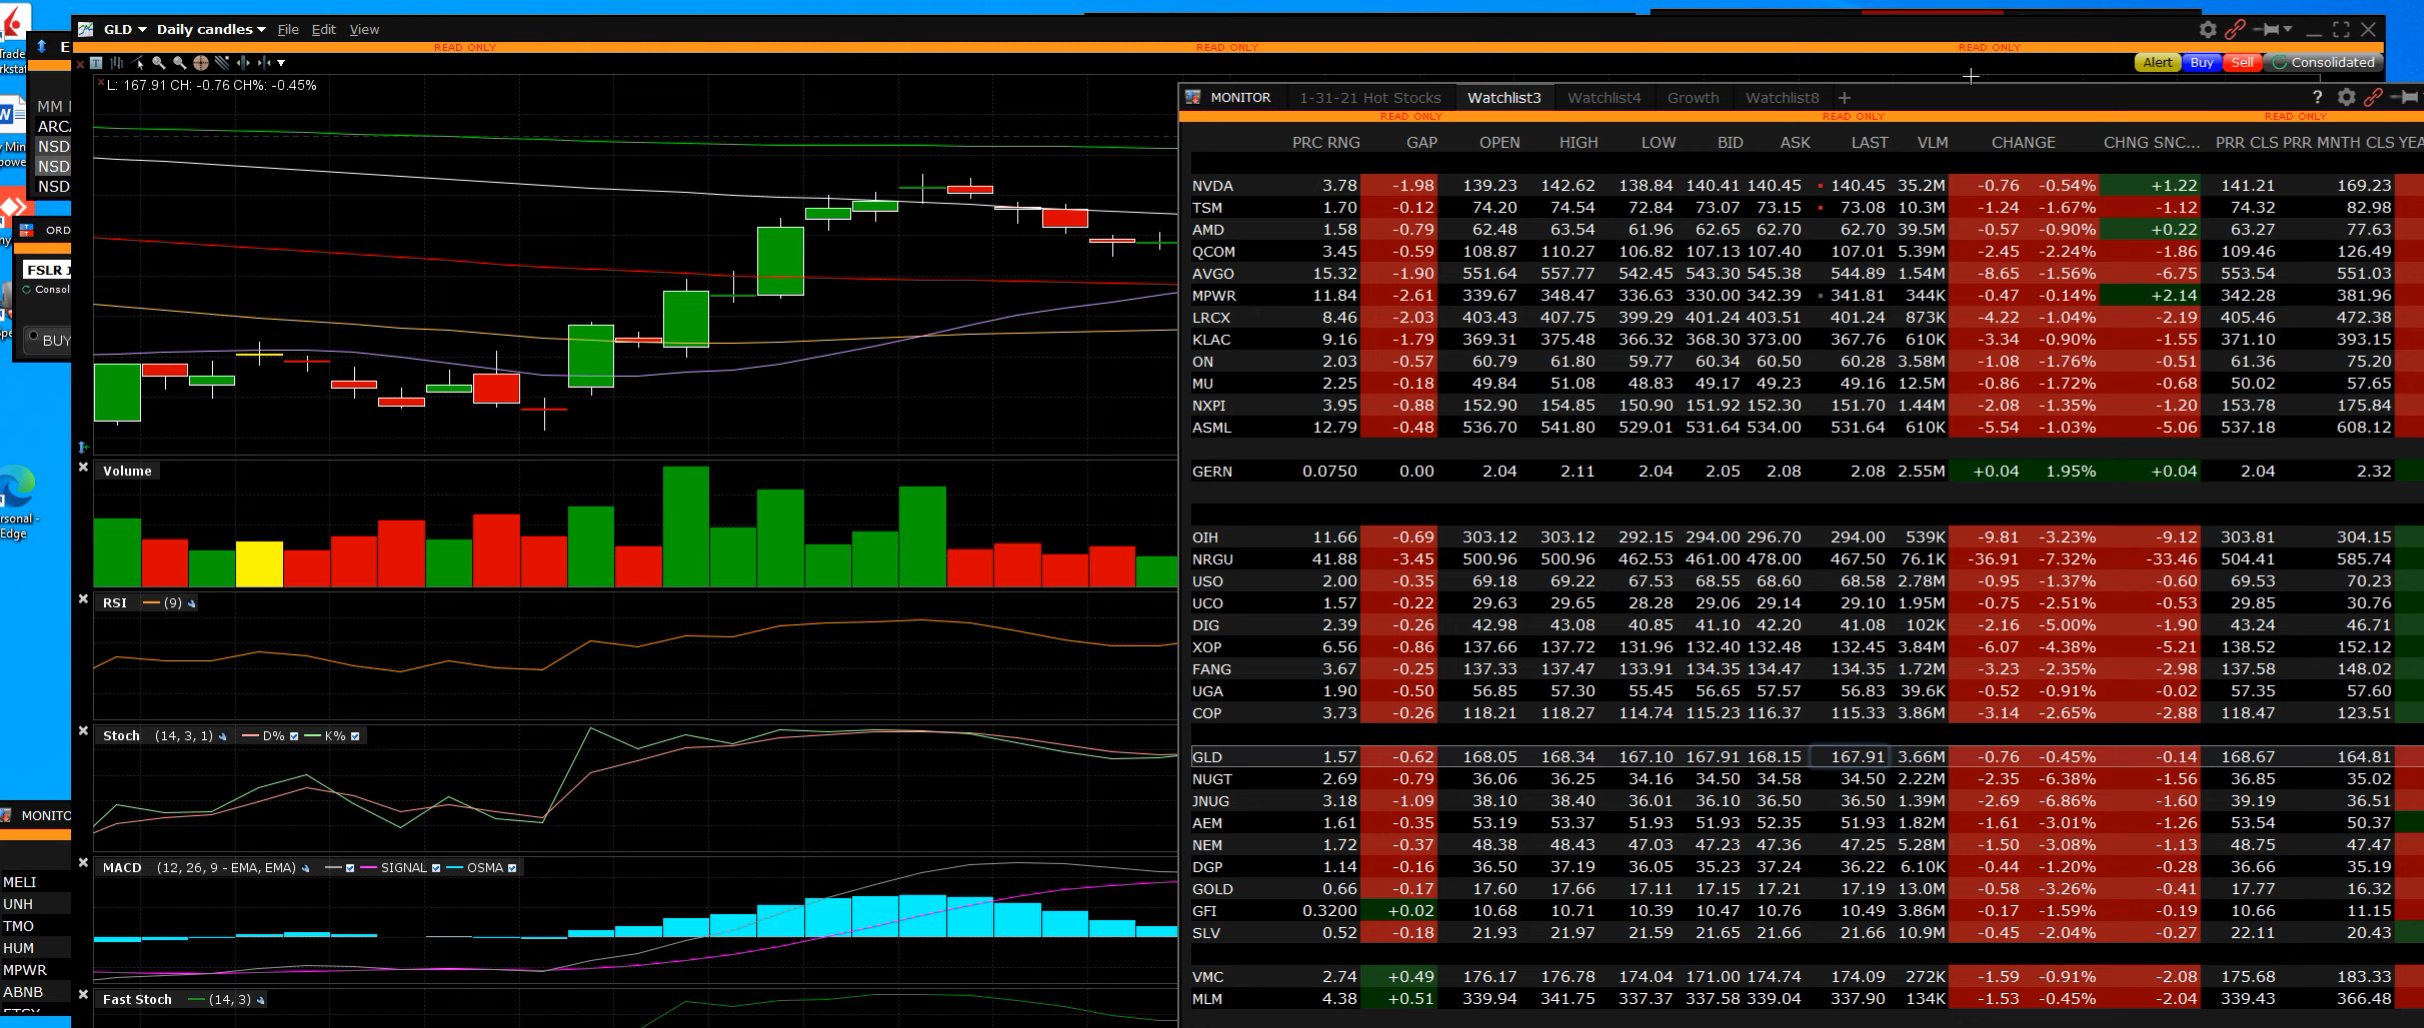 Trade
rkstat
GLD Daily candles File Edit View
READ ONLY READ ONLY READ ONLY
Alert Buy Sell Consolidated
L: 167.91 CH: -0.76 CH%: -0.45%
E
MM I
ARCA
NSD
NSD
NSD
ORD
FSLR
Consol
BUY
rsonal -
Edge
MONITO
MELI
UNH
TMO
HUM
MPWR
ABNB
Volume
RSI (9)
Stoch (14, 3, 1) D% K%
MACD (12, 26, 9 - EMA, EMA) SIGNAL OSMA
Fast Stoch (14, 3)
MONITOR 1-31-21 Hot Stocks Watchlist3 Watchlist4 Growth Watchlist8 + ?
READ ONLY READ ONLY READ ONLY
PRC RNG GAP OPEN HIGH LOW BID ASK LAST VLM CHANGE CHNG SNC... PRR CLS PRR MNTH CLS YEA
NVDA 3.78 -1.98 139.23 142.62 138.84 140.41 140.45 140.45 35.2M -0.76 -0.54% +1.22 141.21 169.23
TSM 1.70 -0.12 74.20 74.54 72.84 73.07 73.15 73.08 10.3M -1.24 -1.67% -1.12 74.32 82.98
AMD 1.58 -0.79 62.48 63.54 61.96 62.65 62.70 62.70 39.5M -0.57 -0.90% +0.22 63.27 77.63
QCOM 3.45 -0.59 108.87 110.27 106.82 107.13 107.40 107.01 5.39M -2.45 -2.24% -1.86 109.46 126.49
AVGO 15.32 -1.90 551.64 557.77 542.45 543.30 545.38 544.89 1.54M -8.65 -1.56% -6.75 553.54 551.03
MPWR 11.84 -2.61 339.67 348.47 336.63 330.00 342.39 341.81 344K -0.47 -0.14% +2.14 342.28 381.96
LRCX 8.46 -2.03 403.43 407.75 399.29 401.24 403.51 401.24 873K -4.22 -1.04% -2.19 405.46 472.38
KLAC 9.16 -1.79 369.31 375.48 366.32 368.30 373.00 367.76 610K -3.34 -0.90% -1.55 371.10 393.15
ON 2.03 -0.57 60.79 61.80 59.77 60.34 60.50 60.28 3.58M -1.08 -1.76% -0.51 61.36 75.20
MU 2.25 -0.18 49.84 51.08 48.83 49.17 49.23 49.16 12.5M -0.86 -1.72% -0.68 50.02 57.65
NXPI 3.95 -0.88 152.90 154.85 150.90 151.92 152.30 151.70 1.44M -2.08 -1.35% -1.20 153.78 175.84
ASML 12.79 -0.48 536.70 541.80 529.01 531.64 534.00 531.64 610K -5.54 -1.03% -5.06 537.18 608.12
GERN 0.0750 0.00 2.04 2.11 2.04 2.05 2.08 2.08 2.55M +0.04 1.95% +0.04 2.04 2.32
OIH 11.66 -0.69 303.12 303.12 292.15 294.00 296.70 294.00 539K -9.81 -3.23% -9.12 303.81 304.15
NRGU 41.88 -3.45 500.96 500.96 462.53 461.00 478.00 467.50 76.1K -36.91 -7.32% -33.46 504.41 585.74
USO 2.00 -0.35 69.18 69.22 67.53 68.55 68.60 68.58 2.78M -0.95 -1.37% -0.60 69.53 70.23
UCO 1.57 -0.22 29.63 29.65 28.28 29.06 29.14 29.10 1.95M -0.75 -2.51% -0.53 29.85 30.76
DIG 2.39 -0.26 42.98 43.08 40.85 41.10 42.20 41.08 102K -2.16 -5.00% -1.90 43.24 46.71
XOP 6.56 -0.86 137.66 137.72 131.96 132.40 132.48 132.45 3.84M -6.07 -4.38% -5.21 138.52 152.12
FANG 3.67 -0.25 137.33 137.47 133.91 134.35 134.47 134.35 1.72M -3.23 -2.35% -2.98 137.58 148.02
UGA 1.90 -0.50 56.85 57.30 55.45 56.65 57.57 56.83 39.6K -0.52 -0.91% -0.02 57.35 57.60
COP 3.73 -0.26 118.21 118.27 114.74 115.23 116.37 115.33 3.86M -3.14 -2.65% -2.88 118.47 123.51
GLD 1.57 -0.62 168.05 168.34 167.10 167.91 168.15 167.91 3.66M -0.76 -0.45% -0.14 168.67 164.81
NUGT 2.69 -0.79 36.06 36.25 34.16 34.50 34.58 34.50 2.22M -2.35 -6.38% -1.56 36.85 35.02
JNUG 3.18 -1.09 38.10 38.40 36.01 36.10 36.50 36.50 1.39M -2.69 -6.86% -1.60 39.19 36.51
AEM 1.61 -0.35 53.19 53.37 51.93 51.93 52.35 51.93 1.82M -1.61 -3.01% -1.26 53.54 50.37
NEM 1.72 -0.37 48.38 48.43 47.03 47.23 47.36 47.25 5.28M -1.50 -3.08% -1.13 48.75 47.47
DGP 1.14 -0.16 36.50 37.19 36.05 35.23 37.24 36.22 6.10K -0.44 -1.20% -0.28 36.66 35.19
GOLD 0.66 -0.17 17.60 17.66 17.11 17.15 17.21 17.19 13.0M -0.58 -3.26% -0.41 17.77 16.32
GFI 0.3200 +0.02 10.68 10.71 10.39 10.47 10.76 10.49 3.86M -0.17 -1.59% -0.19 10.66 11.15
SLV 0.52 -0.18 21.93 21.97 21.59 21.65 21.66 21.66 10.9M -0.45 -2.04% -0.27 22.11 20.43
VMC 2.74 +0.49 176.17 176.78 174.04 171.00 174.74 174.09 272K -1.59 -0.91% -2.08 175.68 183.33
MLM 4.38 +0.51 339.94 341.75 337.37 337.58 339.04 337.90 134K -1.53 -0.45% -2.04 339.43 366.48